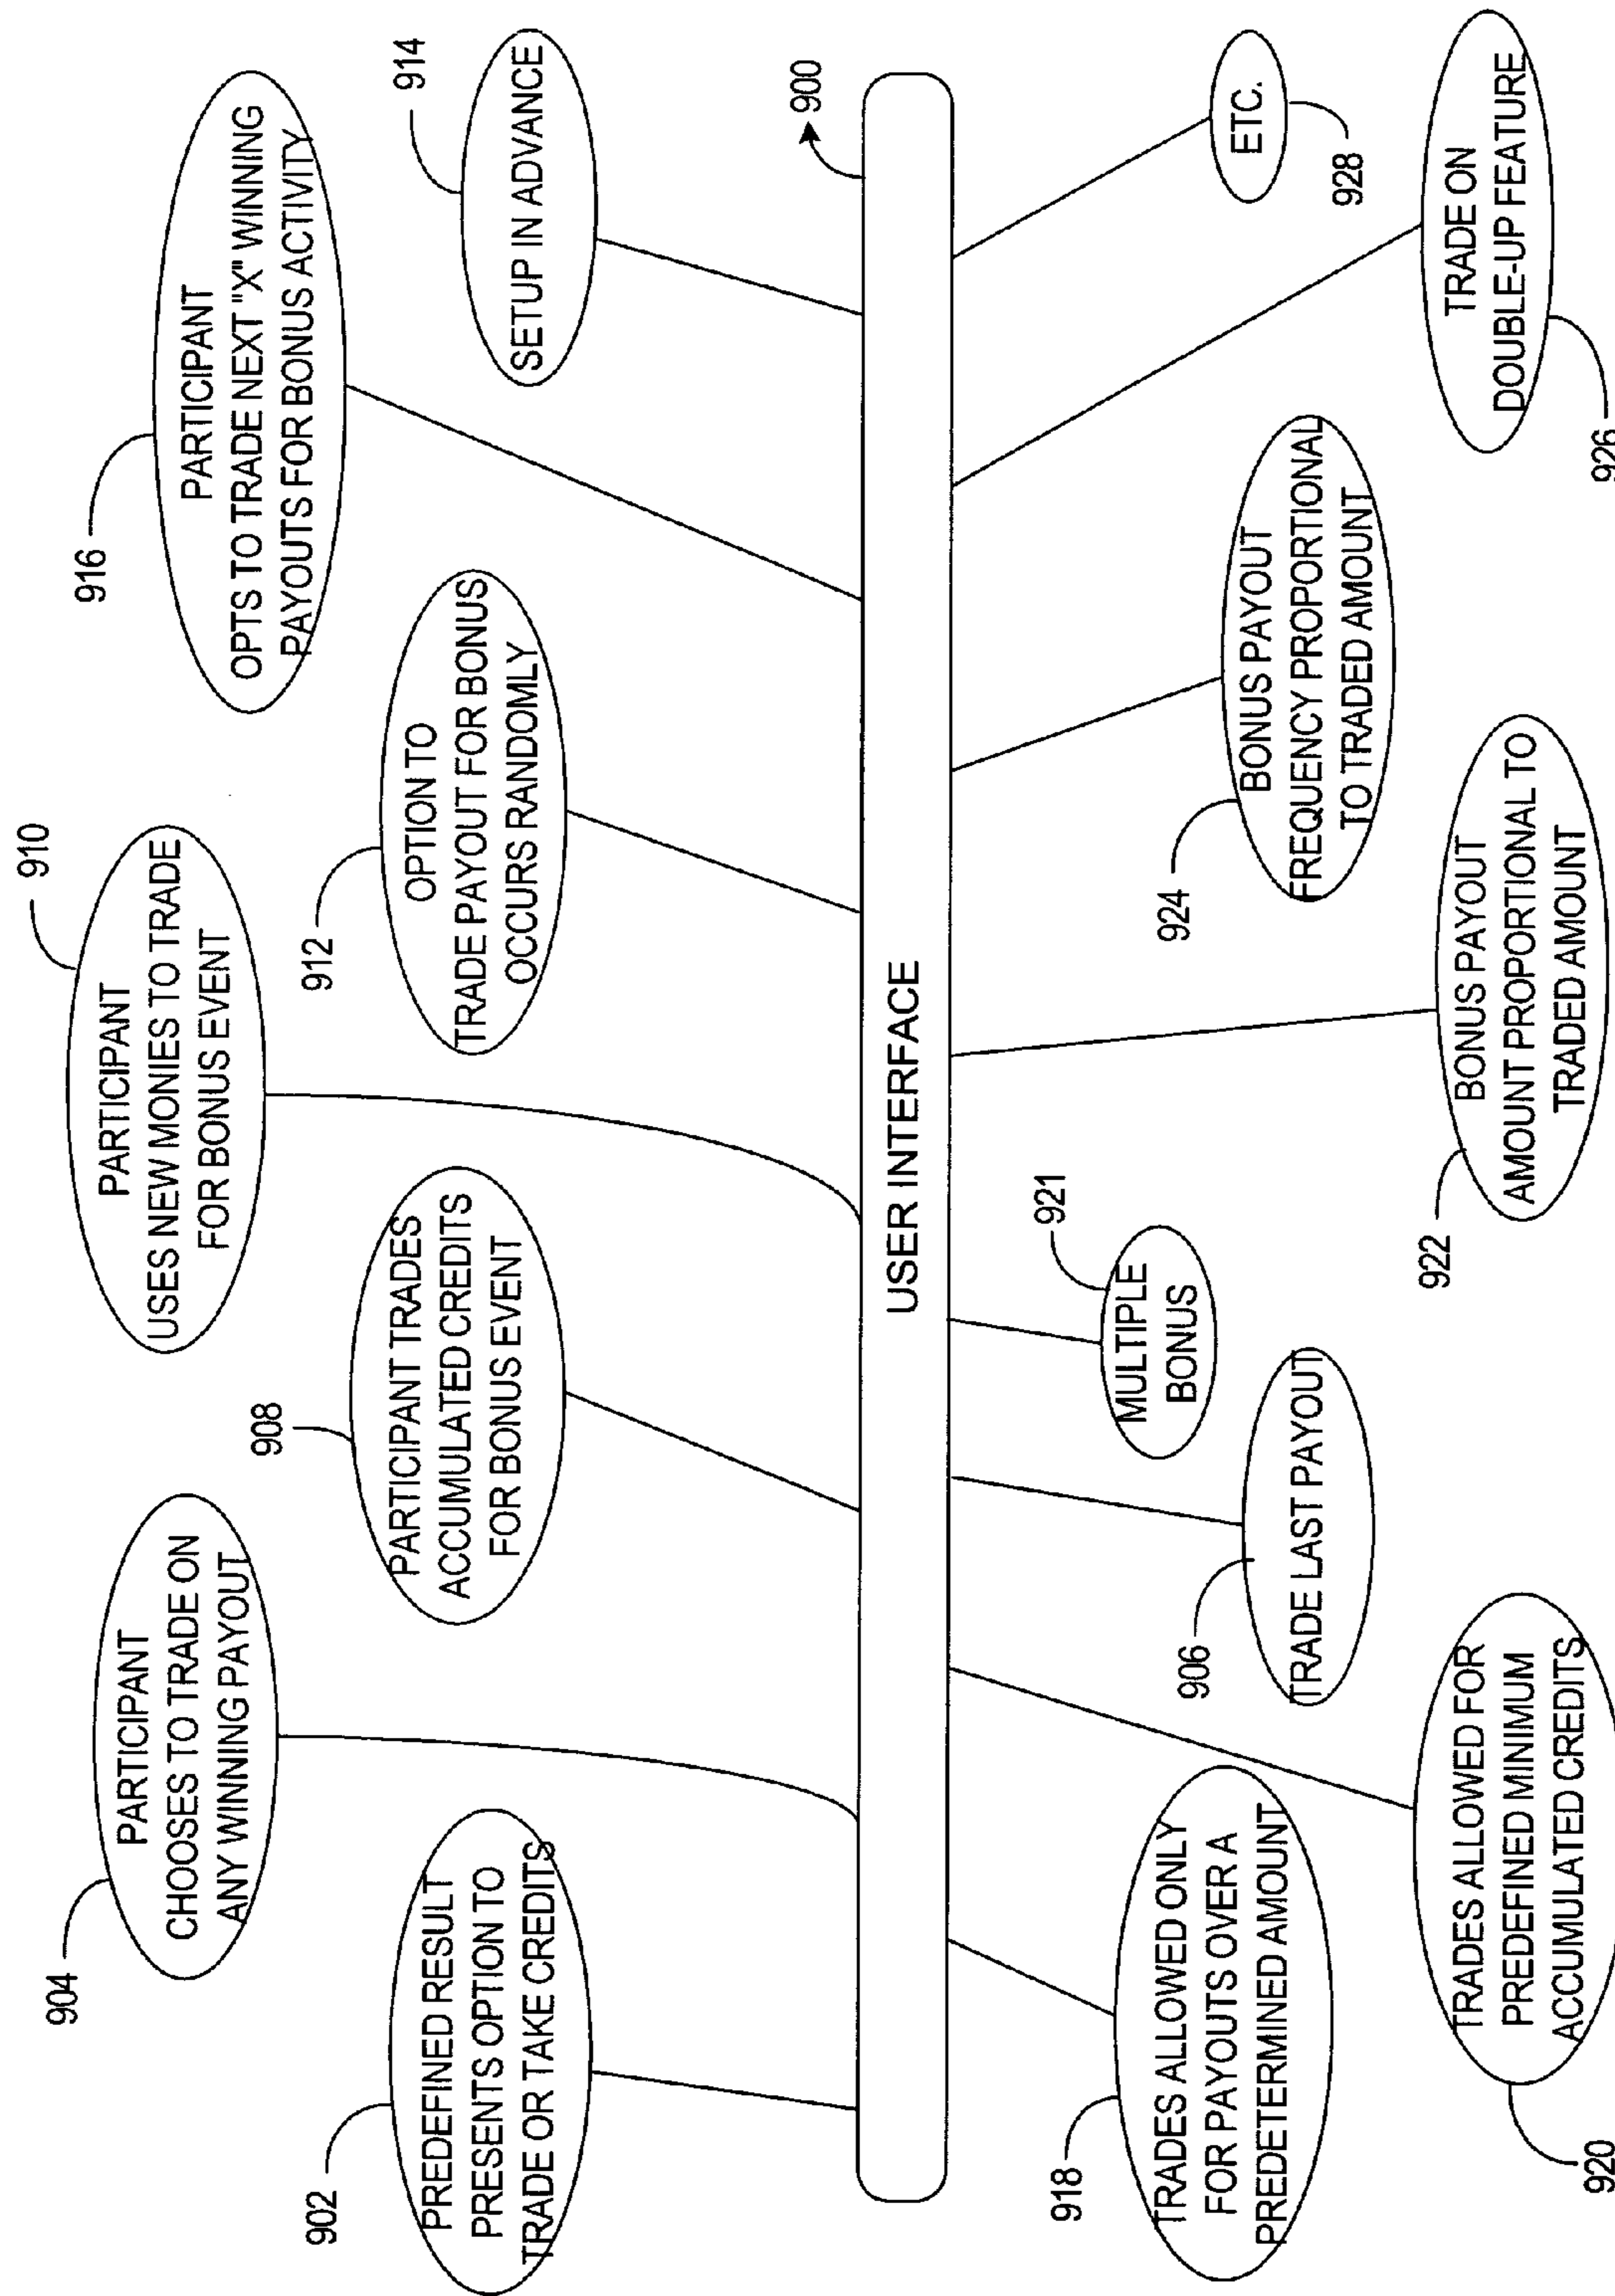 904
PARTICIPANT
CHOOSES TO TRADE ON
ANY WINNING PAYOUT
910
PARTICIPANT
USES NEW MONIES TO TRADE
FOR BONUS EVENT
916
PARTICIPANT
OPTS TO TRADE NEXT "X" WINNING
PAYOUTS FOR BONUS ACTIVITY
902
PREDEFINED RESULT
PRESENTS OPTION TO
TRADE OR TAKE CREDITS
908
PARTICIPANT TRADES
ACCUMULATED CREDITS
FOR BONUS EVENT
912
OPTION TO
TRADE PAYOUT FOR BONUS
OCCURS RANDOMLY
914
SETUP IN ADVANCE
900
USER INTERFACE
918
TRADES ALLOWED ONLY
FOR PAYOUTS OVER A
PREDETERMINED AMOUNT
906
TRADE LAST PAYOUT
921
MULTIPLE
BONUS
924
BONUS PAYOUT
FREQUENCY PROPORTIONAL
TO TRADED AMOUNT
ETC.
928
920
TRADES ALLOWED FOR
PREDEFINED MINIMUM
ACCUMULATED CREDITS
922
BONUS PAYOUT
AMOUNT PROPORTIONAL TO
TRADED AMOUNT
TRADE ON
DOUBLE-UP FEATURE
926